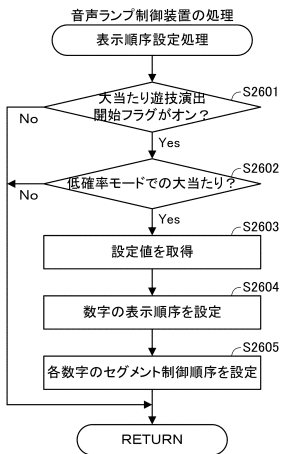 音声ランプ制御装置の処理
表示順序設定処理
S2601
大当たり遊技演出
開始フラグがオン？
No
Yes
S2602
低確率モードでの大当たり？
No
Yes
S2603
設定値を取得
S2604
数字の表示順序を設定
S2605
各数字のセグメント制御順序を設定
RETURN